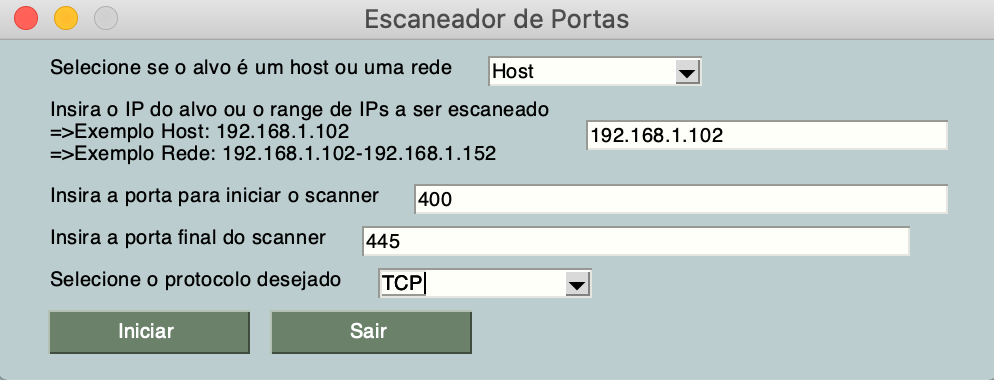 Escaneador de Portas
Selecione se o alvo é um host ou uma rede Host
Insira o IP do alvo ou o range de IPs a ser escaneado
=>Exemplo Host: 192.168.1.102
192.168.1.102
=>Exemplo Rede: 192.168.1.102-192.168.1.152
Insira a porta para iniciar o scanner 400
Insira a porta final do scanner 445
Selecione o protocolo desejado TCP
Iniciar Sair